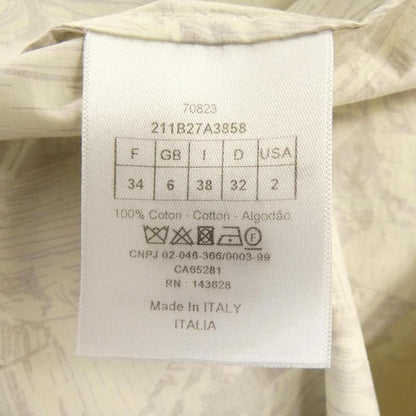 70823
211B27A3858
F GB I D USA
34 6 38 32 2
100% Coton - Cotton - Algodão
F
CNPJ 02-046-366/0003-99
CA65281
RN : 143628
Made In ITALY
ITALIA